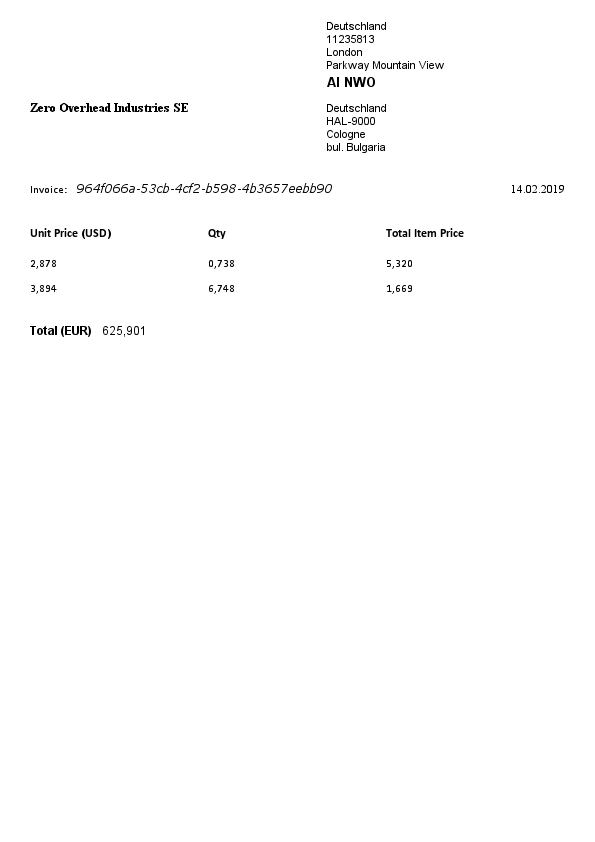 Deutschland
11235813
London
Parkway Mountain View
AI NWO
Zero Overhead Industries SE
Deutschland
HAL-9000
Cologne
bul. Bulgaria
Invoice: 964f066a-53cb-4cf2-b598-4b3657eebb90 14.02.2019
Unit Price (USD) Qty Total Item Price
2,878 0,738 5,320
3,894 6,748 1,669
Total (EUR) 625,901